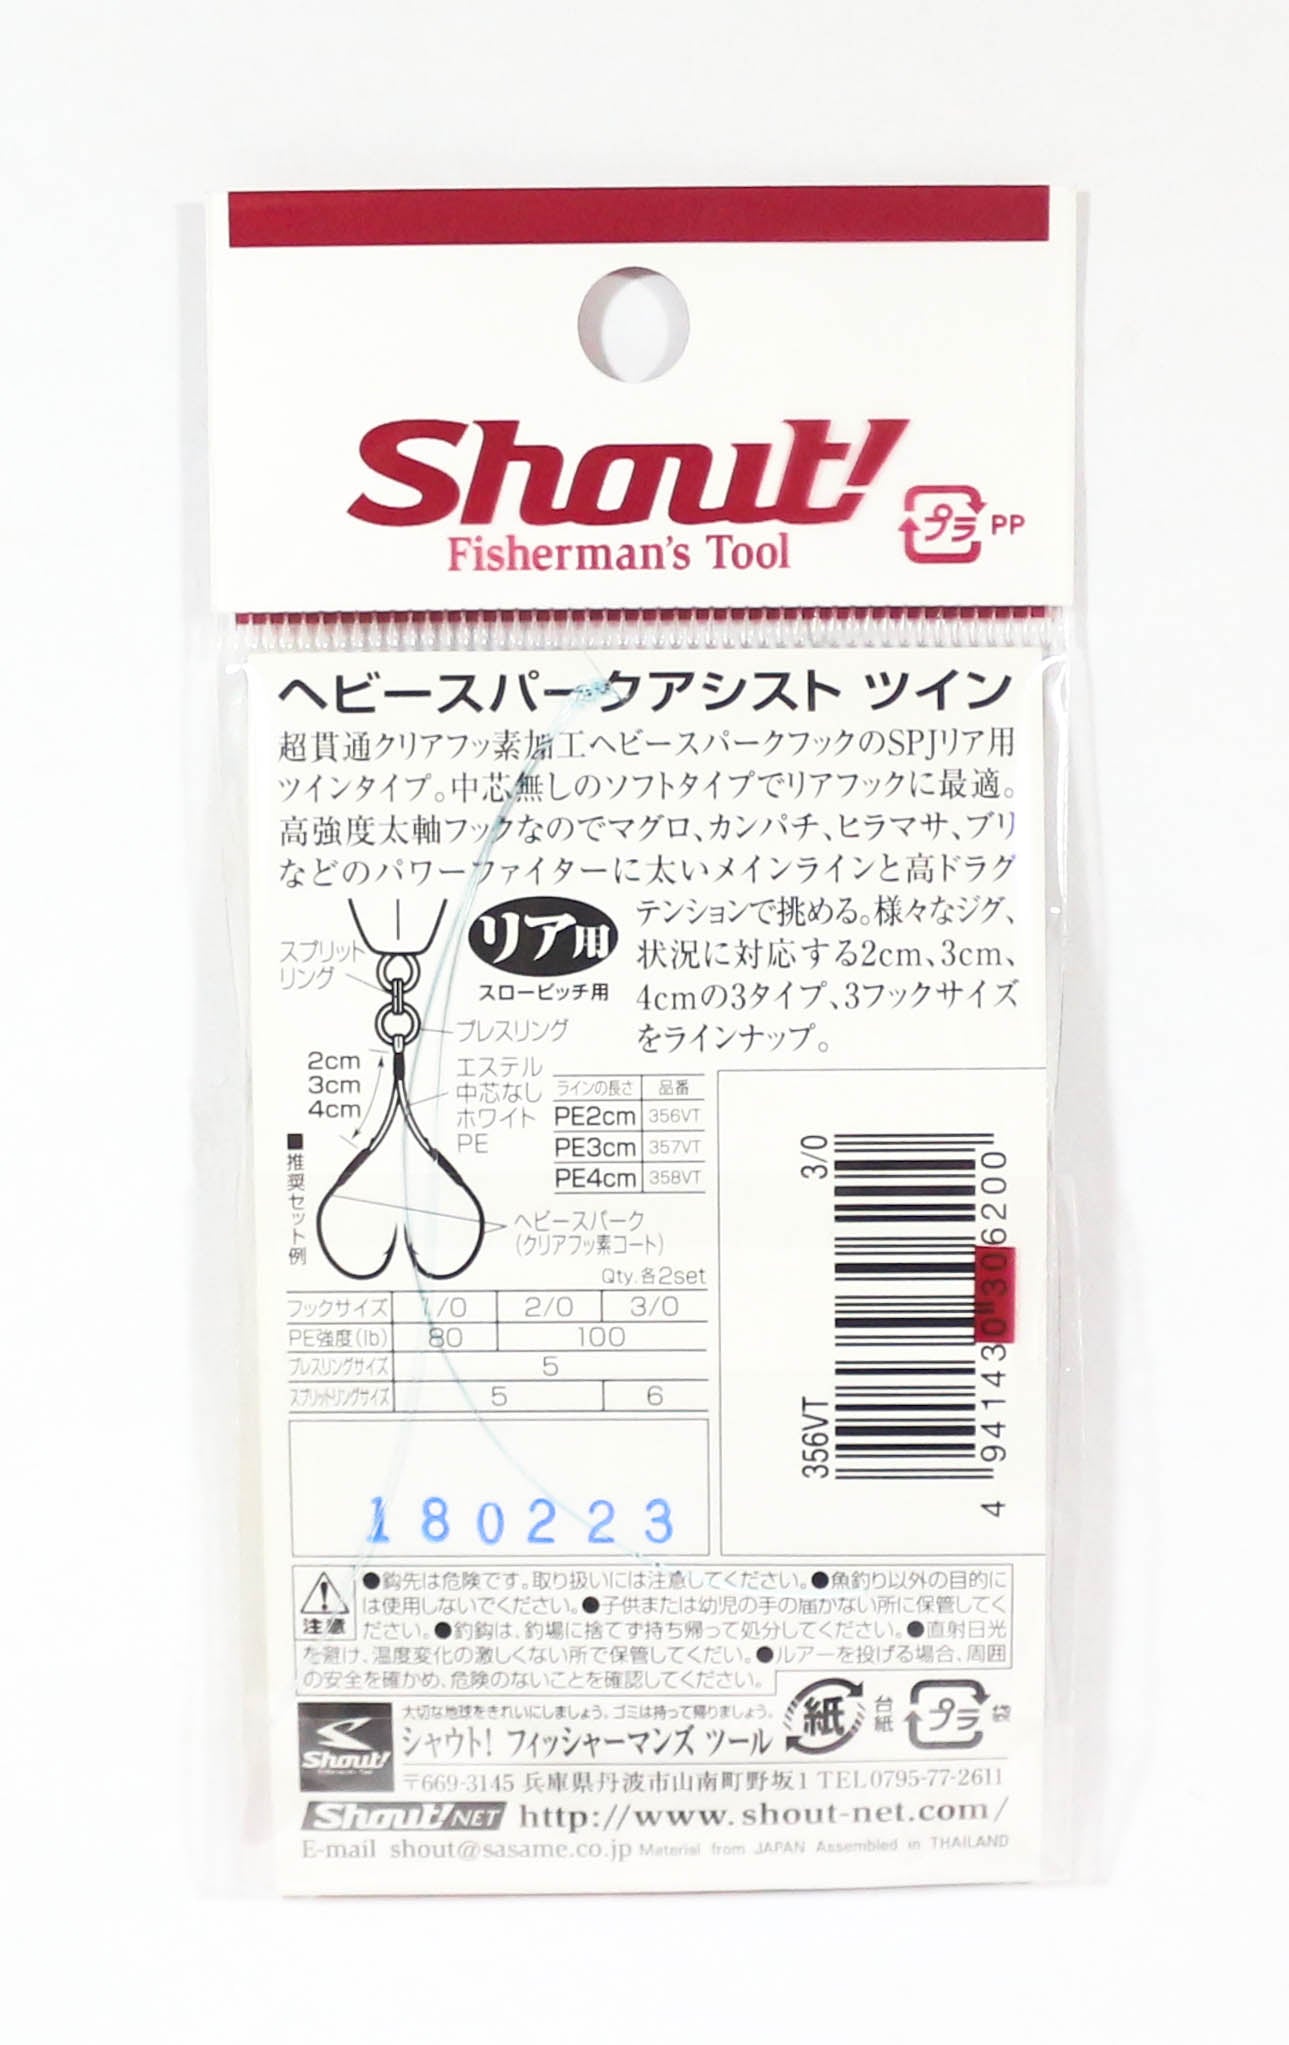 Shout!
Fisherman's Tool
プラ PP
ヘビースパークアシスト ツイン
超貫通クリアフッ素加工ヘビースパークフックのSPJリア用
ツインタイプ。中芯無しのソフトタイプでリアフックに最適。
高強度太軸フックなのでマグロ、カンパチ、ヒラマサ、ブリ
などのパワーファイターに太いメインラインと高ドラグ
テンションで挑める。様々なジグ、
状況に対応する2cm、3cm、
4cmの3タイプ、3フックサイズ
をラインナップ。
リア用
スローピッチ用
スプリット
リング
プレスリング
2cm
3cm
4cm
エステル
中芯なし
ホワイト
PE
■推奨セット例
ヘビースパーク
(クリアフッ素コート)
ラインの長さ 品番
PE2cm 356VT
PE3cm 357VT
PE4cm 358VT
Qty.各2set
フックサイズ 1/0 2/0 3/0
PE強度(lb) 80 100
プレスリングサイズ 5
スプリットリングサイズ 5 6
3/0
356VT
4 941430 306200
180223
注意
●鈎先は危険です。取り扱いには注意してください。●魚釣り以外の目的に
は使用しないでください。●子供または幼児の手の届かない所に保管してく
ださい。●釣鈎は、釣場に捨てず持ち帰って処分してください。●直射日光
を避け、温度変化の激しくない所で保管してくだい。●ルアーを投げる場合、周囲
の安全を確かめ、危険のないことを確認してください。
Shout!
Fisherman's Tool
大切な地球をきれいにしましょう。ゴミは持って帰りましょう。
シャウト! フィッシャーマンズ ツール
紙 台紙
プラ 袋
〒669-3145 兵庫県丹波市山南町野坂1 TEL0795-77-2611
Shout!NET http://www.shout-net.com/
E-mail shout@sasame.co.jp Material from JAPAN Assembled in THAILAND